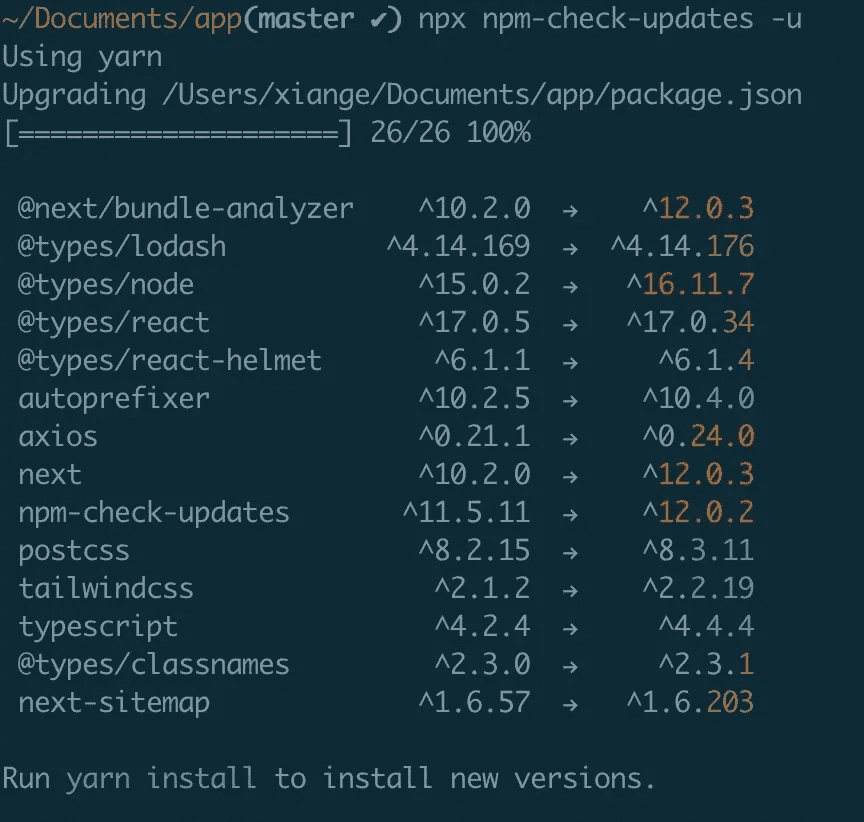 ~/Documents/app(master ✔) npx npm-check-updates -u
Using yarn
Upgrading /Users/xiange/Documents/app/package.json
[====================] 26/26 100%
@next/bundle-analyzer ^10.2.0 → ^12.0.3
@types/lodash ^4.14.169 → ^4.14.176
@types/node ^15.0.2 → ^16.11.7
@types/react ^17.0.5 → ^17.0.34
@types/react-helmet ^6.1.1 → ^6.1.4
autoprefixer ^10.2.5 → ^10.4.0
axios ^0.21.1 → ^0.24.0
next ^10.2.0 → ^12.0.3
npm-check-updates ^11.5.11 → ^12.0.2
postcss ^8.2.15 → ^8.3.11
tailwindcss ^2.1.2 → ^2.2.19
typescript ^4.2.4 → ^4.4.4
@types/classnames ^2.3.0 → ^2.3.1
next-sitemap ^1.6.57 → ^1.6.203
Run yarn install to install new versions.